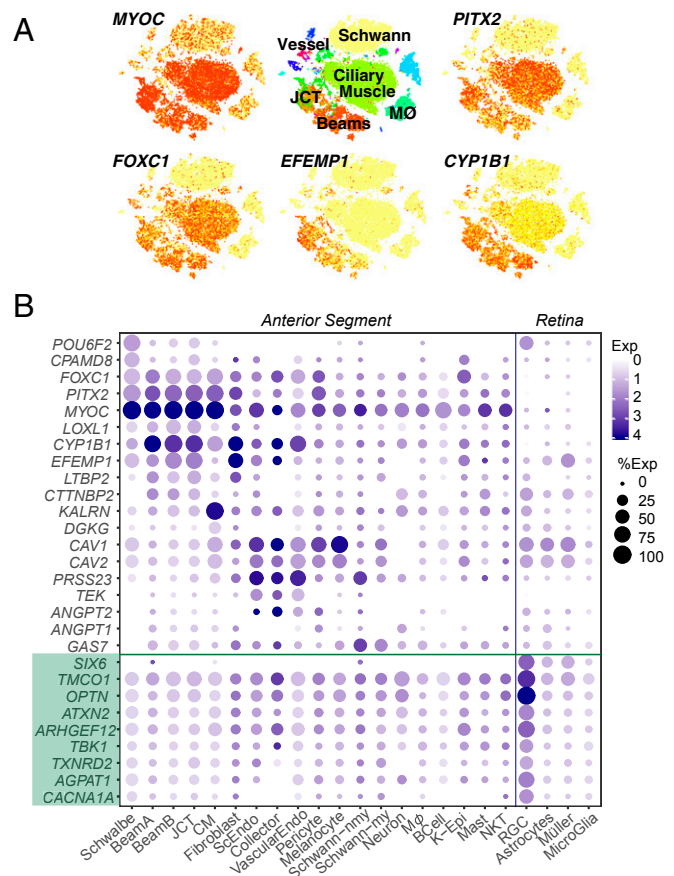 A
MYOC
Vessel
Schwann
Ciliary
Muscle
JCT
Beams
MØ
PITX2
FOXC1
EFEMP1
CYP1B1
B
Anterior Segment
Retina
POU6F2
CPAMD8
FOXC1
PITX2
MYOC
LOXL1
CYP1B1
EFEMP1
LTBP2
CTTNBP2
KALRN
DGKG
CAV1
CAV2
PRSS23
TEK
ANGPT2
ANGPT1
GAS7
SIX6
TMCO1
OPTN
ATXN2
ARHGEF12
TBK1
TXNRD2
AGPAT1
CACNA1A
Exp
0
1
2
3
4
%Exp
0
25
50
75
100
Schwalbe
BeamA
BeamB
JCT
CM
Fibroblast
ScEndo
Collector
VascularEndo
Pericyte
Melanocyte
Schwann-nmy
Schwann-my
Neuron
MΦ
BCell
K-Epi
Mast
NKT
RGC
Astrocytes
Müller
MicroGlia